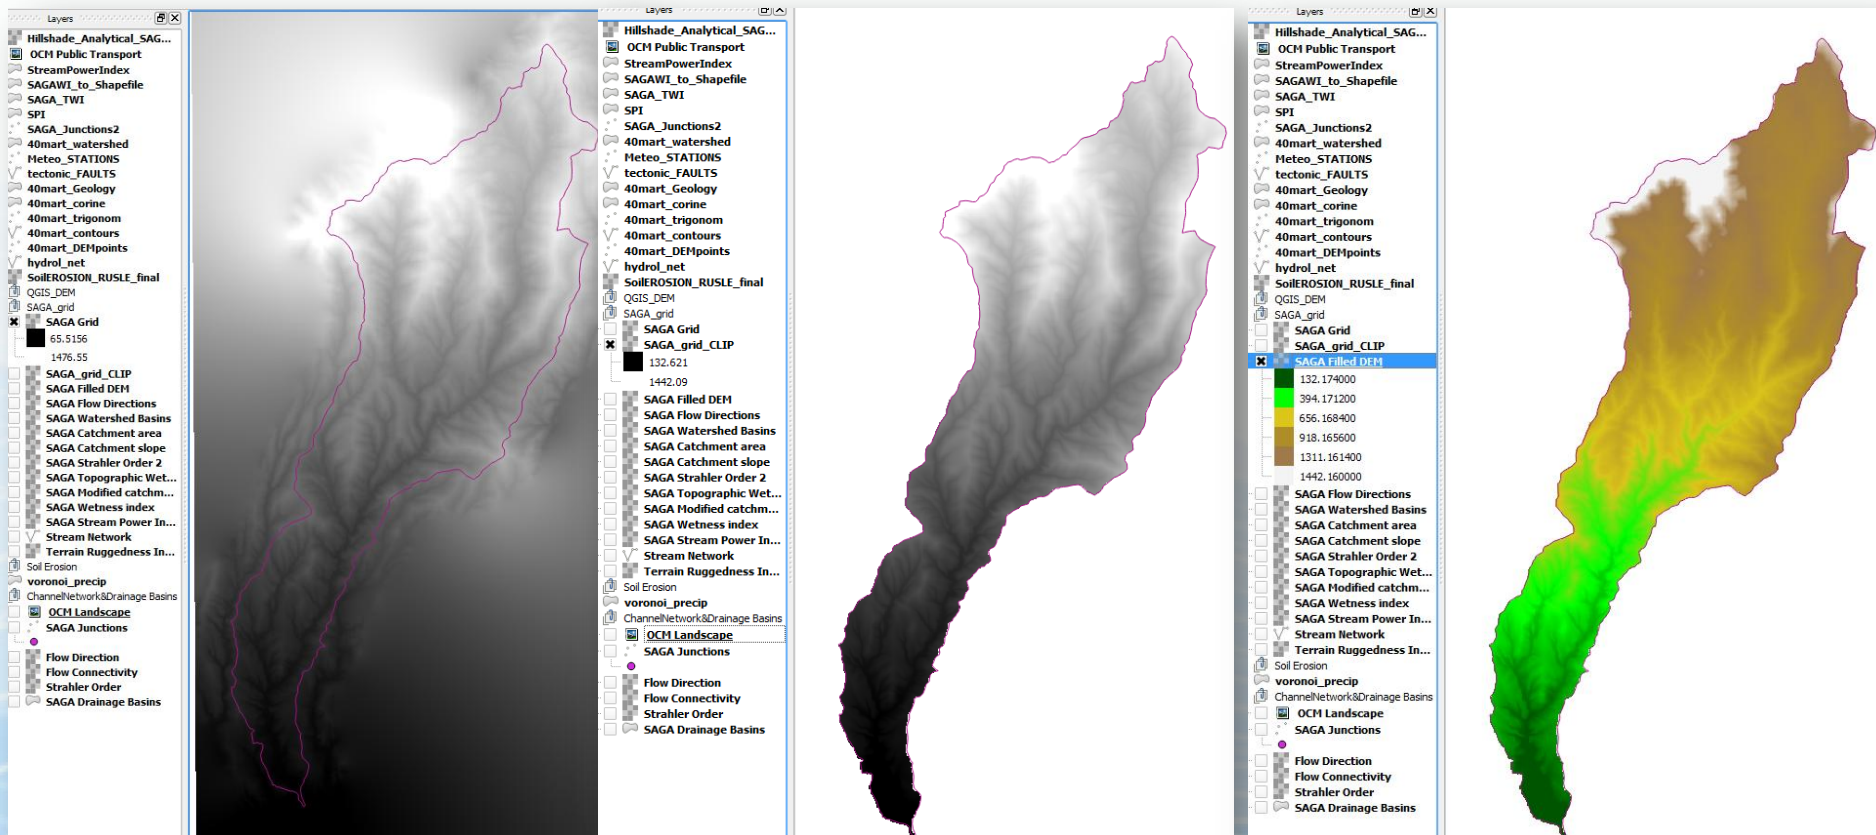 Layers
Hillshade_Analytical_SAG...
OCM Public Transport
StreamPowerIndex
SAGAWI_to_Shapefile
SAGA_TWI
SPI
SAGA_Junctions2
40mart_watershed
Meteo_STATIONS
tectonic_FAULTS
40mart_Geology
40mart_corine
40mart_trigonom
40mart_contours
40mart_DEMpoints
hydrol_net
SoilEROSION_RUSLE_final
QGIS_DEM
SAGA_grid
SAGA Grid
65.5156
1476.55
SAGA_grid_CLIP
SAGA Filled DEM
SAGA Flow Directions
SAGA Watershed Basins
SAGA Catchment area
SAGA Catchment slope
SAGA Strahler Order 2
SAGA Topographic Wet...
SAGA Modified catchm...
SAGA Wetness index
SAGA Stream Power In...
Stream Network
Terrain Ruggedness In...
Soil Erosion
voronoi_precip
ChannelNetwork&Drainage Basins
OCM Landscape
SAGA Junctions
Flow Direction
Flow Connectivity
Strahler Order
SAGA Drainage Basins
Layers
Hillshade_Analytical_SAG...
OCM Public Transport
StreamPowerIndex
SAGAWI_to_Shapefile
SAGA_TWI
SPI
SAGA_Junctions2
40mart_watershed
Meteo_STATIONS
tectonic_FAULTS
40mart_Geology
40mart_corine
40mart_trigonom
40mart_contours
40mart_DEMpoints
hydrol_net
SoilEROSION_RUSLE_final
QGIS_DEM
SAGA_grid
SAGA Grid
SAGA_grid_CLIP
132.621
1442.09
SAGA Filled DEM
SAGA Flow Directions
SAGA Watershed Basins
SAGA Catchment area
SAGA Catchment slope
SAGA Strahler Order 2
SAGA Topographic Wet...
SAGA Modified catchm...
SAGA Wetness index
SAGA Stream Power In...
Stream Network
Terrain Ruggedness In...
Soil Erosion
voronoi_precip
ChannelNetwork&Drainage Basins
OCM Landscape
SAGA Junctions
Flow Direction
Flow Connectivity
Strahler Order
SAGA Drainage Basins
Layers
Hillshade_Analytical_SAG...
OCM Public Transport
StreamPowerIndex
SAGAWI_to_Shapefile
SAGA_TWI
SPI
SAGA_Junctions2
40mart_watershed
Meteo_STATIONS
tectonic_FAULTS
40mart_Geology
40mart_corine
40mart_trigonom
40mart_contours
40mart_DEMpoints
hydrol_net
SoilEROSION_RUSLE_final
QGIS_DEM
SAGA_grid
SAGA Grid
SAGA_grid_CLIP
SAGA Filled DEM
132.174000
394.171200
656.168400
918.165600
1311.161400
1442.160000
SAGA Flow Directions
SAGA Watershed Basins
SAGA Catchment area
SAGA Catchment slope
SAGA Strahler Order 2
SAGA Topographic Wet...
SAGA Modified catchm...
SAGA Wetness index
SAGA Stream Power In...
Stream Network
Terrain Ruggedness In...
Soil Erosion
voronoi_precip
ChannelNetwork&Drainage Basins
OCM Landscape
SAGA Junctions
Flow Direction
Flow Connectivity
Strahler Order
SAGA Drainage Basins